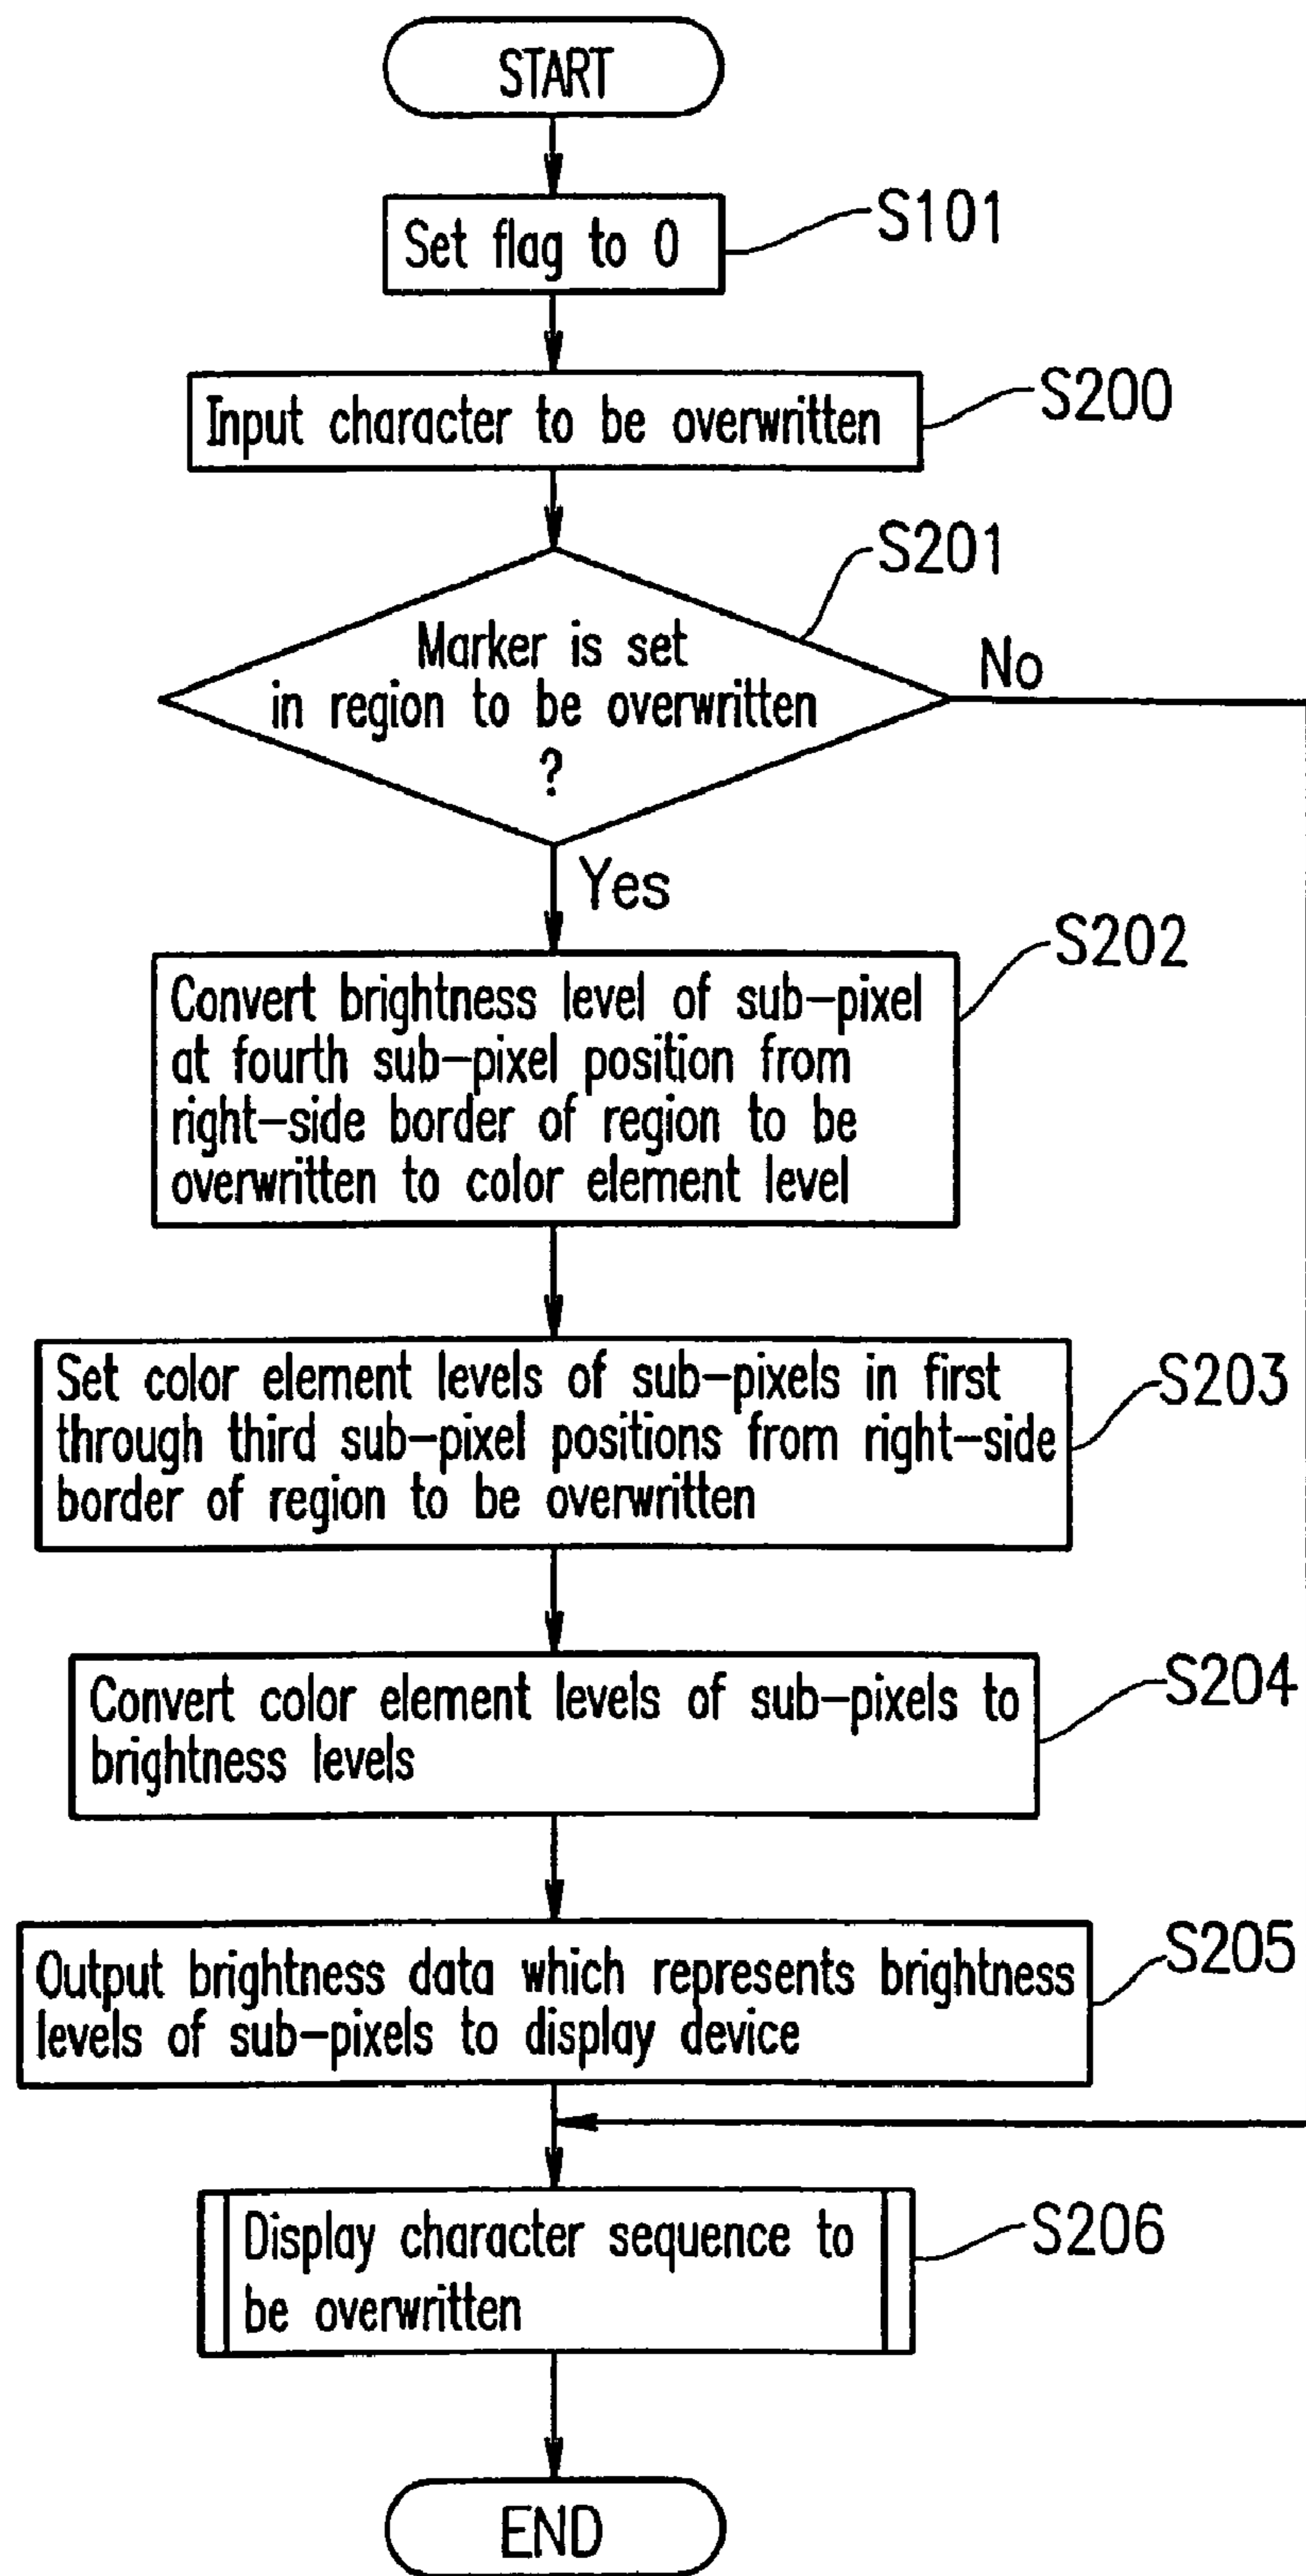 START
Set flag to 0
S101
Input character to be overwritten
S200
S201
Marker is set
in region to be overwritten
?
No
Yes
S202
Convert brightness level of sub-pixel
at fourth sub-pixel position from
right-side border of region to be
overwritten to color element level
S203
Set color element levels of sub-pixels in first
through third sub-pixel positions from right-side
border of region to be overwritten
S204
Convert color element levels of sub-pixels to
brightness levels
S205
Output brightness data which represents brightness
levels of sub-pixels to display device
S206
Display character sequence to
be overwritten
END